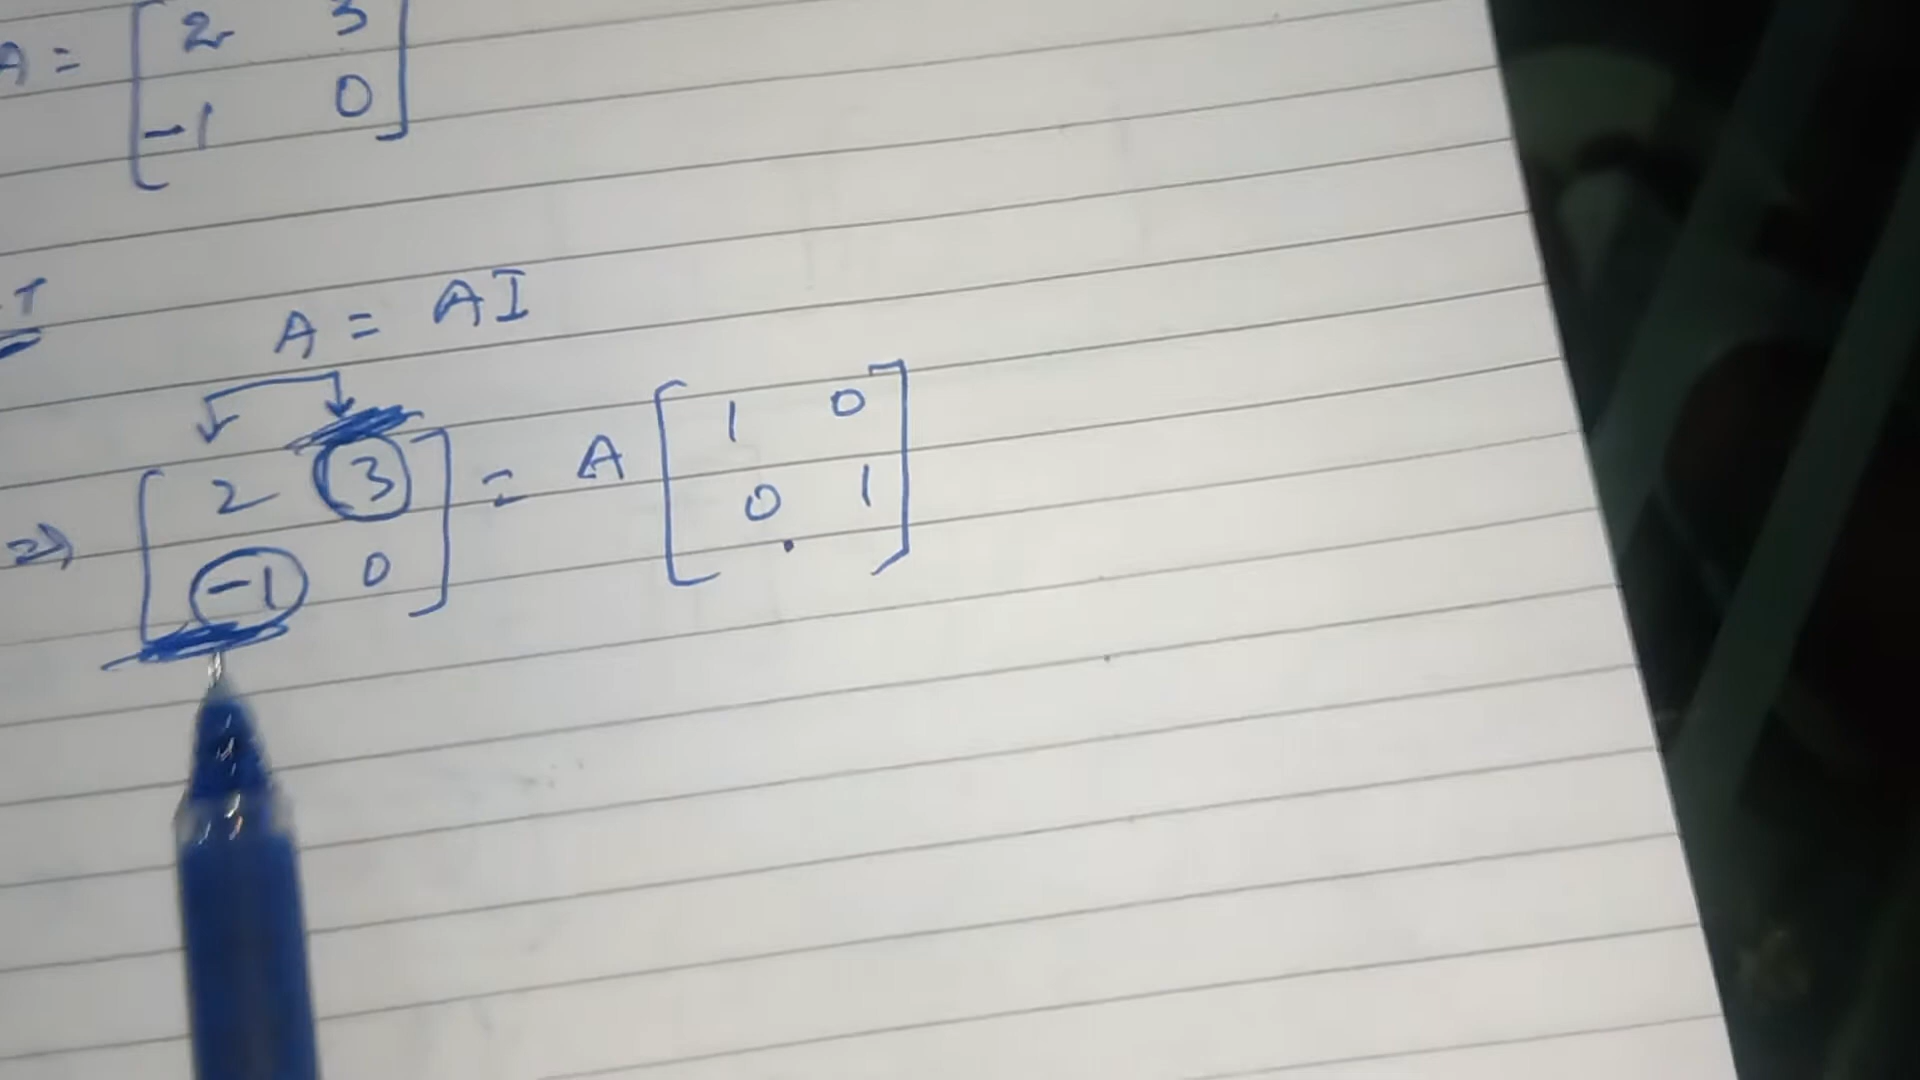 A = [ 2 3
-1 0 ]
A = AI
⇒ [ 2 3
-1 0 ] = A [ 1 0
0 1 ]